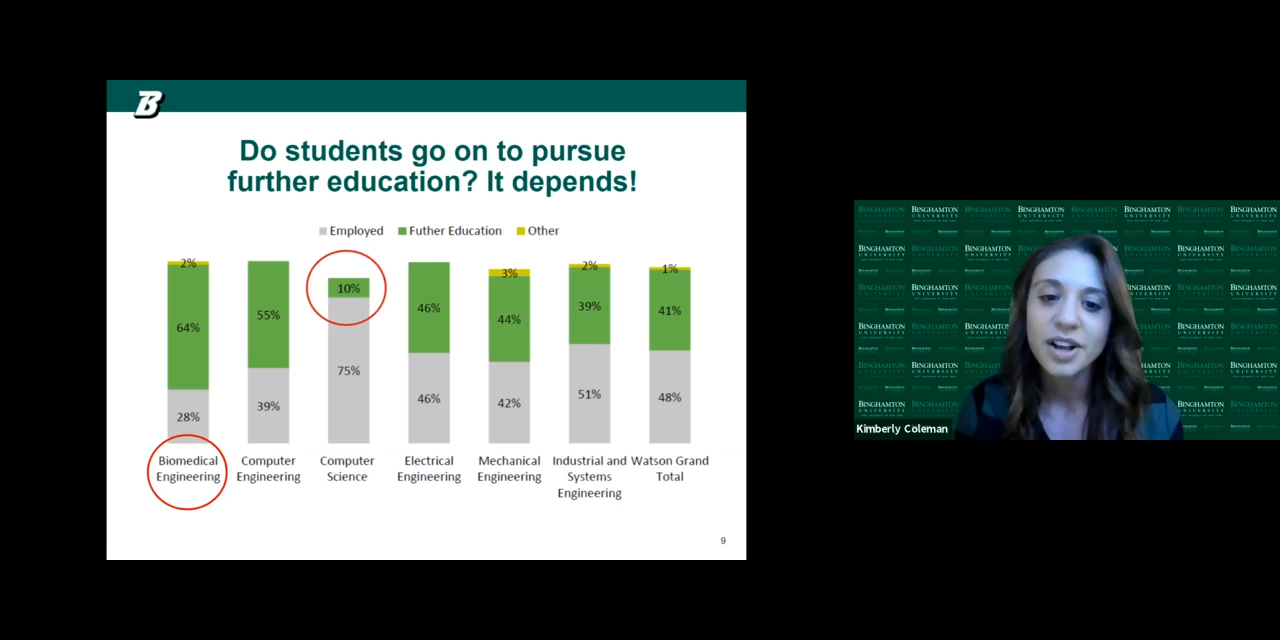 B
Do students go on to pursue
further education? It depends!
Employed Futher Education Other
2%
64%
28%
55%
39%
10%
75%
46%
46%
3%
44%
42%
2%
39%
51%
1%
41%
48%
Biomedical
Engineering
Computer
Engineering
Computer
Science
Electrical
Engineering
Mechanical
Engineering
Industrial and
Systems
Engineering
Watson Grand
Total
9
BINGHAMTON
UNIVERSITY
Kimberly Coleman